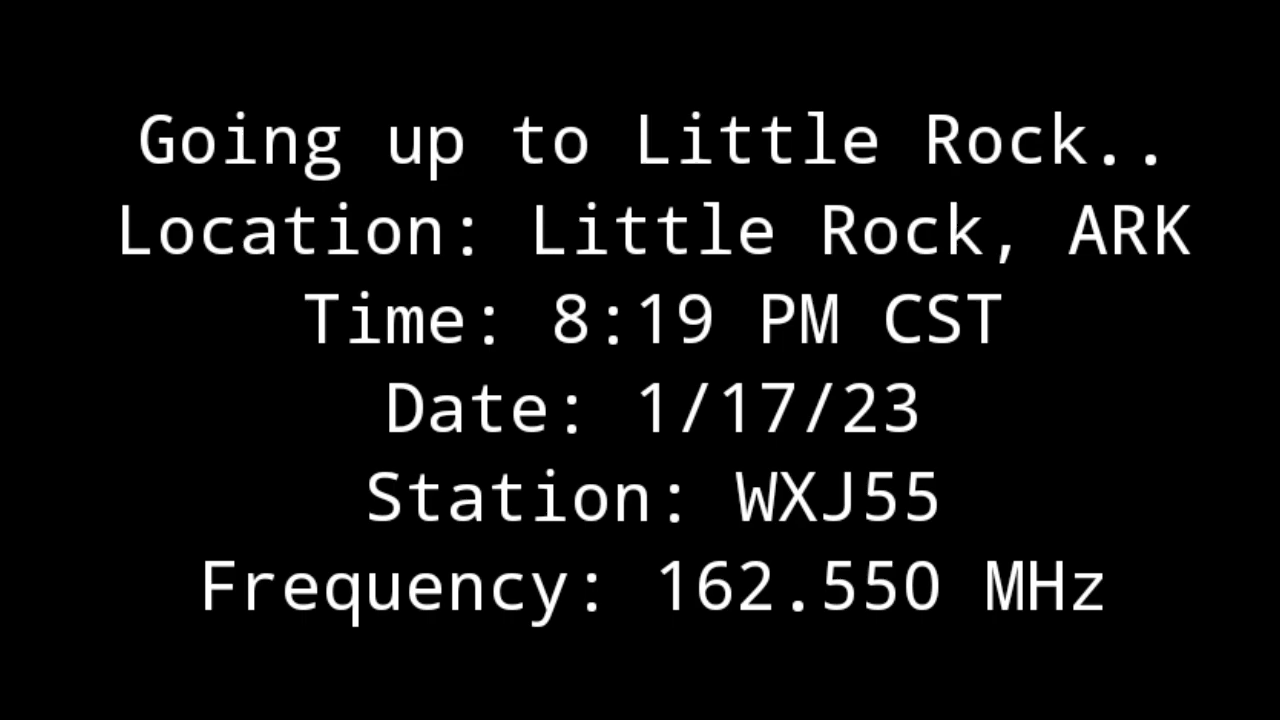 Going up to Little Rock..
Location: Little Rock, ARK
Time: 8:19 PM CST
Date: 1/17/23
Station: WXJ55
Frequency: 162.550 MHz